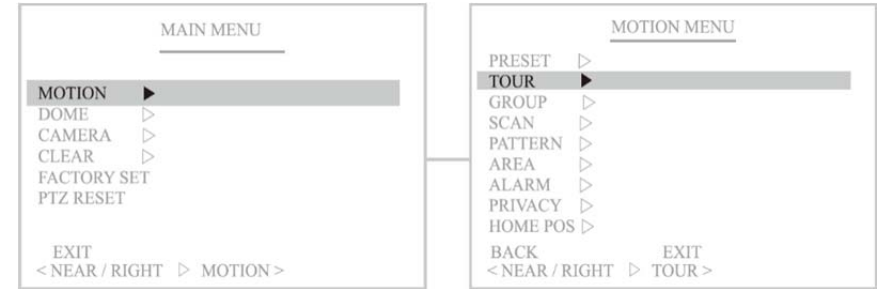 MAIN MENU
MOTION ▶
DOME ▷
CAMERA ▷
CLEAR ▷
FACTORY SET
PTZ RESET
EXIT
< NEAR / RIGHT ▷ MOTION >
MOTION MENU
PRESET ▷
TOUR ▶
GROUP ▷
SCAN ▷
PATTERN ▷
AREA ▷
ALARM ▷
PRIVACY ▷
HOME POS ▷
BACK EXIT
< NEAR / RIGHT ▷ TOUR >